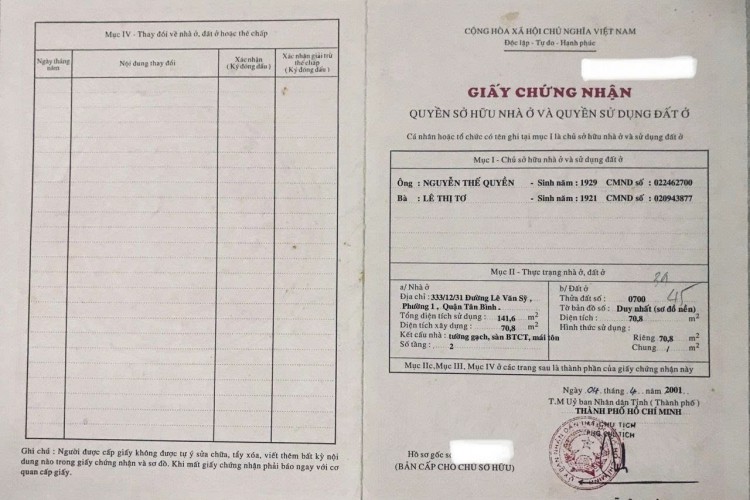 Mục IV - Thay đổi về nhà ở, đất ở hoặc thế chấp
Ngày tháng năm
Nội dung thay đổi
Xác nhận (Ký đóng dấu)
Xác nhận giải trừ thế chấp (Ký đóng dấu)
Ghi chú : Người được cấp giấy không được tự ý sửa chữa, tẩy xóa, viết thêm bất kỳ nội
dung nào trong giấy chứng nhận và sơ đồ. Khi mất giấy chứng nhận phải báo ngay với cơ
quan cấp giấy.
CỘNG HÒA XÃ HỘI CHỦ NGHĨA VIỆT NAM
Độc lập - Tự do - Hạnh phúc
GIẤY CHỨNG NHẬN
QUYỀN SỞ HỮU NHÀ Ở VÀ QUYỀN SỬ DỤNG ĐẤT Ở
Cá nhân hoặc tổ chức có tên ghi tại mục I là chủ sở hữu nhà ở và sử dụng đất ở
Mục I - Chủ sở hữu nhà ở và sử dụng đất ở
Ông : NGUYỄN THẾ QUYỀN - Sinh năm : 1929 CMND số : 022462700
Bà : LÊ THỊ TƠ - Sinh năm : 1921 CMND số : 020943877
Mục II - Thực trạng nhà ở, đất ở
a/ Nhà ở
Địa chỉ : 333/12/31 Đường Lê Văn Sỹ ,
Phường 1 , Quận Tân Bình .
Tổng diện tích sử dụng : 141,6 m2
Diện tích xây dựng : 70,8 m2
Kết cấu nhà : tường gạch, sàn BTCT, mái tôn
Số tầng : 2
b/ Đất ở
Thửa đất số : 0700
45
Tờ bản đồ số : Duy nhất (sơ đồ nền)
Diện tích : 70,8 m2
Hình thức sử dụng :
Riêng 70,8 m2
Chung / m2
Mục IIc, Mục III, Mục IV ở các trang sau là thành phần của giấy chứng nhận này
Ngày 04 tháng 4 năm 2001
T.M Uỷ ban Nhân dân Tỉnh ( Thành phố )
THÀNH PHỐ HỒ CHÍ MINH
CHỦ TỊCH
PHÓ CHỦ TỊCH
Hồ sơ gốc số
(BẢN CẤP CHO CHỦ SỞ HỮU)